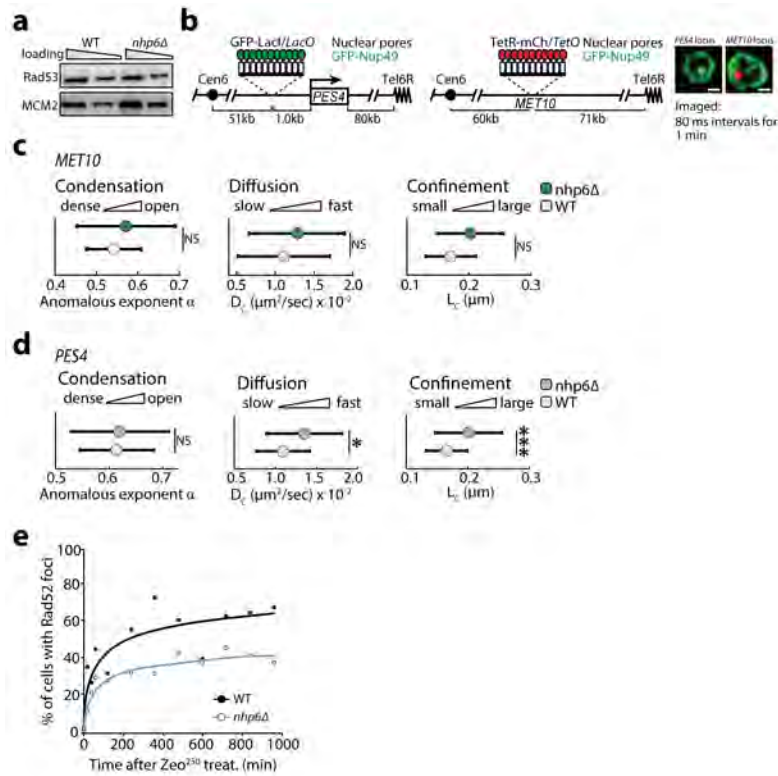 a
loading
WT
nhp6Δ
Rad53
MCM2
b
GFP-LacI/LacO
Nuclear pores
GFP-Nup49
Cen6
PES4
Tel6R
51kb
1.0kb
80kb
TetR-mCh/TetO
Nuclear pores
GFP-Nup49
Cen6
MET10
Tel6R
60kb
71kb
PES4 locus
MET10 locus
Imaged:
80 ms intervals for
1 min
c
MET10
Condensation
dense
open
NS
0.4 0.5 0.6 0.7
Anomalous exponent α
Diffusion
slow
fast
NS
0.5 1.0 1.5 2.0
D_C (μm²/sec) x 10⁻²
Confinement
small
large
NS
0.1 0.2 0.3
L_C (μm)
nhp6Δ
WT
d
PES4
Condensation
dense
open
NS
0.5 0.6 0.7
Anomalous exponent α
Diffusion
slow
fast
*
0.5 1.0 1.5 2.0
D_C (μm²/sec) x 10⁻²
Confinement
small
large
***
0.1 0.2 0.3
L_C (μm)
nhp6Δ
WT
e
% of cells with Rad52 foci
100
80
60
40
20
0
WT
nhp6Δ
0 200 400 600 800 1000
Time after Zeo²⁵⁰ treat. (min)